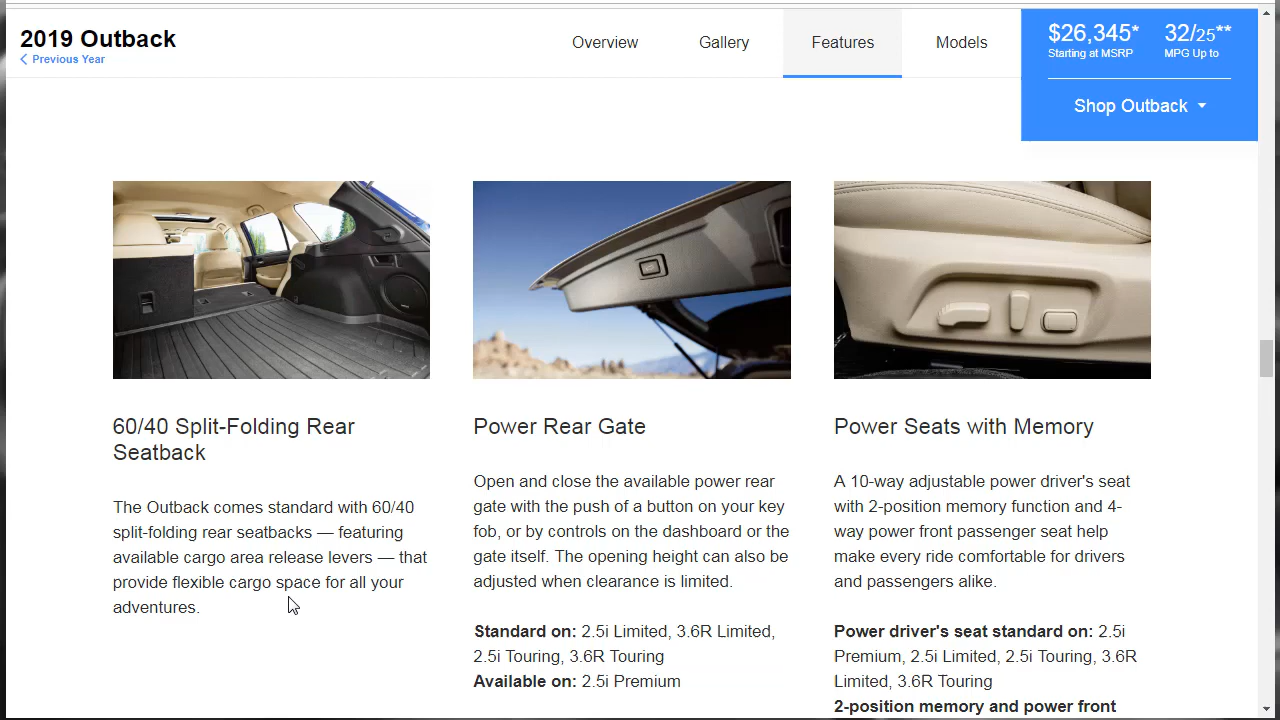 2019 Outback
Previous Year
Overview
Gallery
Features
Models
$26,345*
Starting at MSRP
32/25**
MPG Up to
Shop Outback
60/40 Split-Folding Rear
Seatback
The Outback comes standard with 60/40
split-folding rear seatbacks — featuring
available cargo area release levers — that
provide flexible cargo space for all your
adventures.
Power Rear Gate
Open and close the available power rear
gate with the push of a button on your key
fob, or by controls on the dashboard or the
gate itself. The opening height can also be
adjusted when clearance is limited.
Standard on: 2.5i Limited, 3.6R Limited,
2.5i Touring, 3.6R Touring
Available on: 2.5i Premium
Power Seats with Memory
A 10-way adjustable power driver's seat
with 2-position memory function and 4-
way power front passenger seat help
make every ride comfortable for drivers
and passengers alike.
Power driver's seat standard on: 2.5i
Premium, 2.5i Limited, 2.5i Touring, 3.6R
Limited, 3.6R Touring
2-position memory and power front